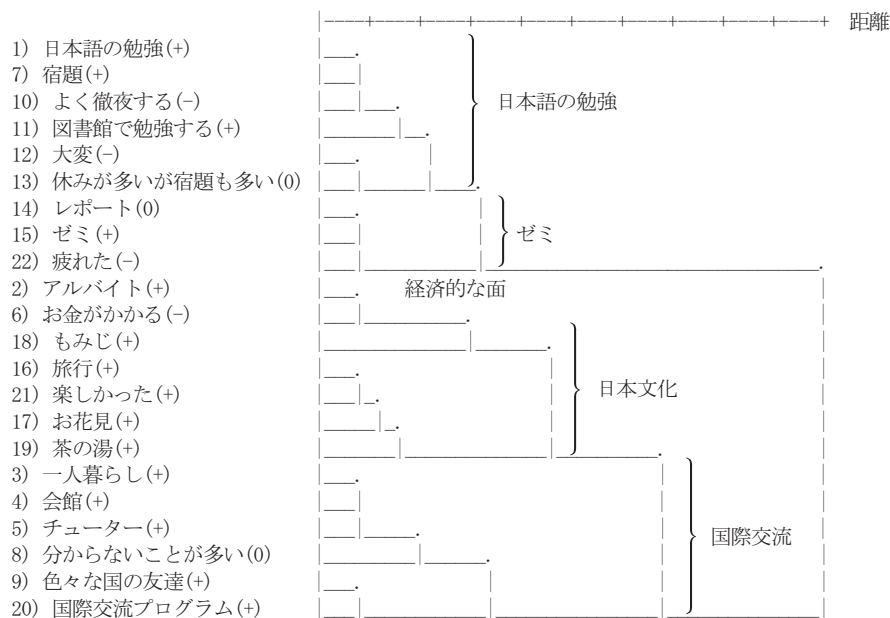 |----+----+----+----+----+----+----+----+----+----+ 距離
1) 日本語の勉強(+)
7) 宿題(+)
10) よく徹夜する(-) 日本語の勉強
11) 図書館で勉強する(+)
12) 大変(-)
13) 休みが多いが宿題も多い(0)
14) レポート(0)
15) ゼミ(+) ゼミ
22) 疲れた(-)
2) アルバイト(+) 経済的な面
6) お金がかかる(-)
18) もみじ(+)
16) 旅行(+)
21) 楽しかった(+) 日本文化
17) お花見(+)
19) 茶の湯(+)
3) 一人暮らし(+)
4) 会館(+)
5) チューター(+) 国際交流
8) 分からないことが多い(0)
9) 色々な国の友達(+)
20) 国際交流プログラム(+)